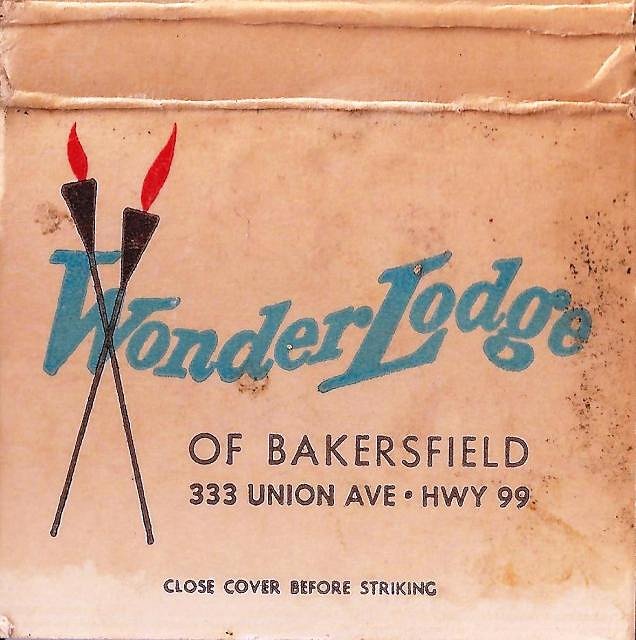 WonderLodge
OF BAKERSFIELD
333 UNION AVE • HWY 99
CLOSE COVER BEFORE STRIKING